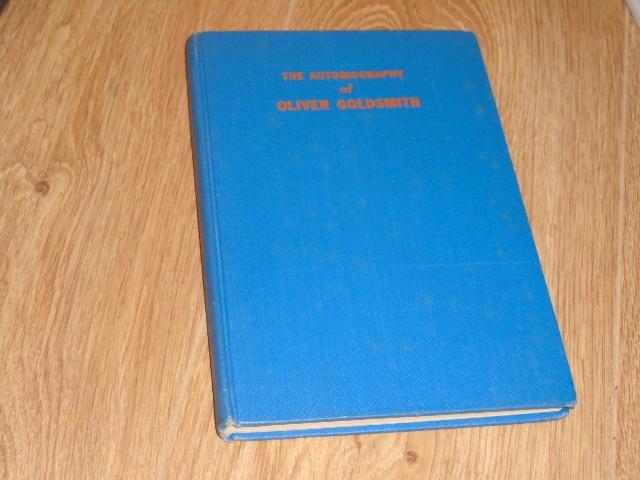 THE AUTOBIOGRAPHY
of
OLIVER GOLDSMITH